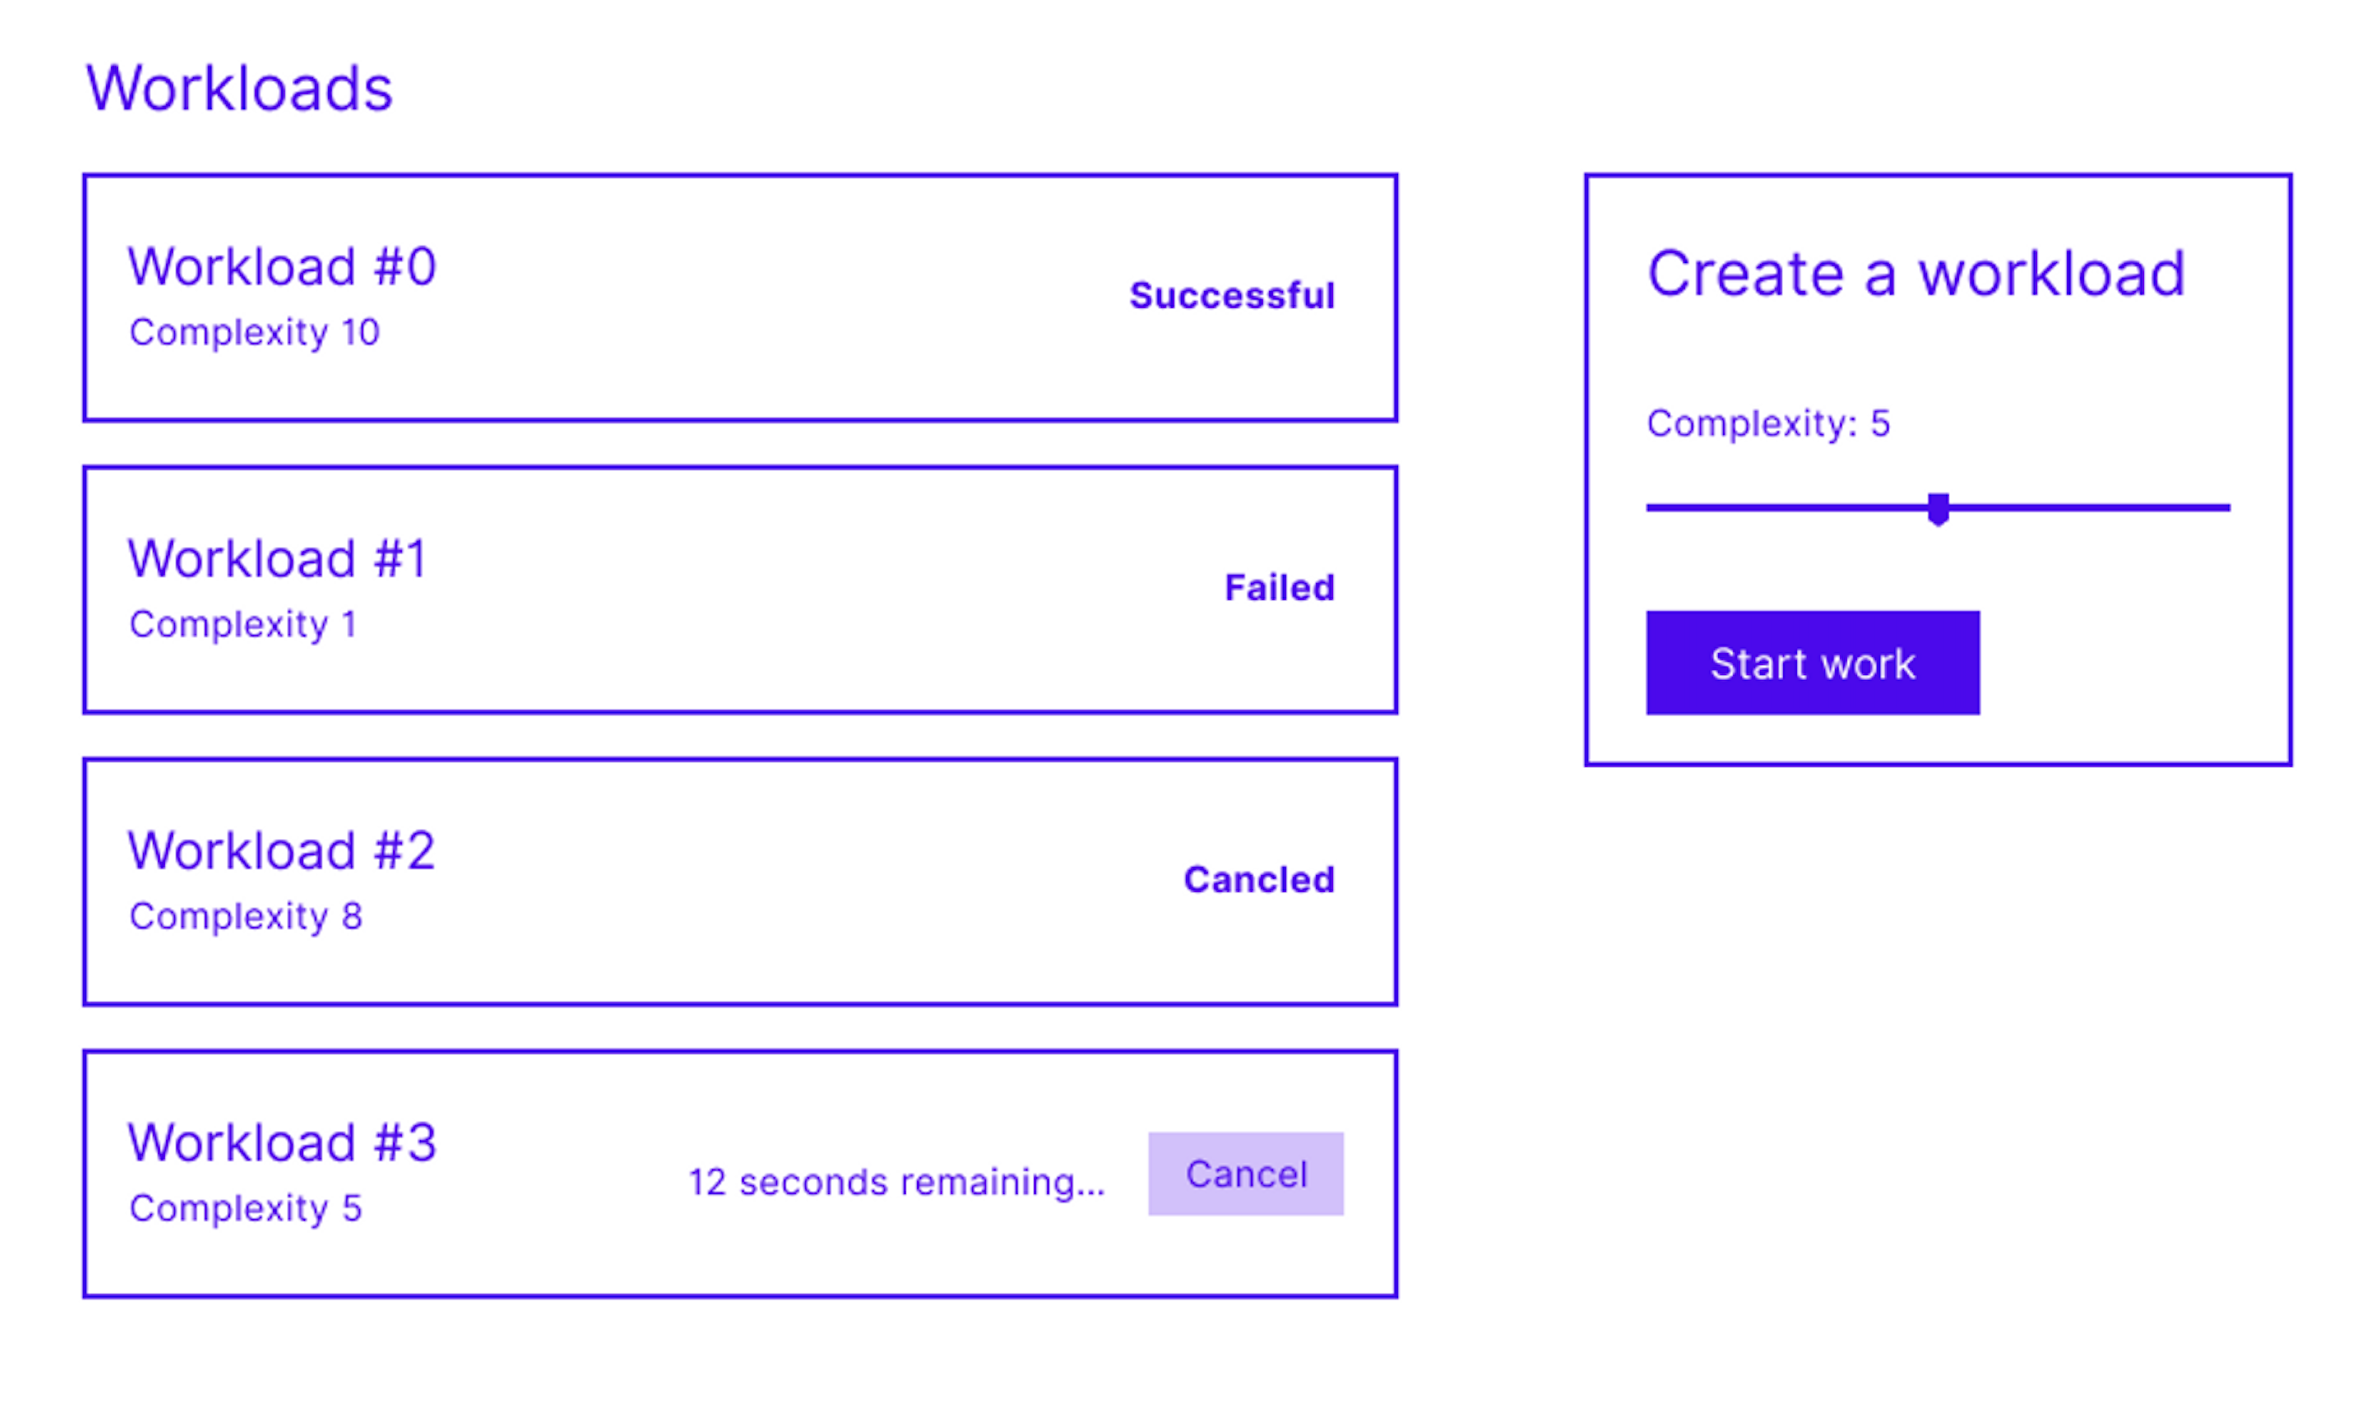 Workloads
Workload #0
Complexity 10
Successful
Workload #1
Complexity 1
Failed
Workload #2
Complexity 8
Cancled
Workload #3
Complexity 5
12 seconds remaining...
Cancel
Create a workload
Complexity: 5
Start work